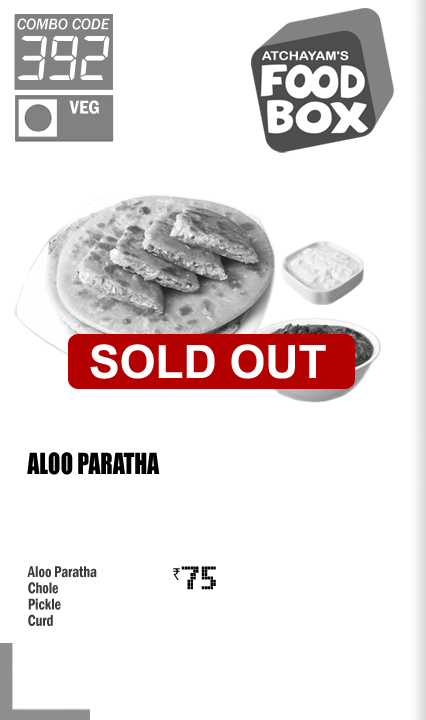 COMBO CODE
392
VEG
ATCHAYAM'S
FOOD
BOX
SOLD OUT
ALOO PARATHA
Aloo Paratha
Chole
Pickle
Curd
₹75